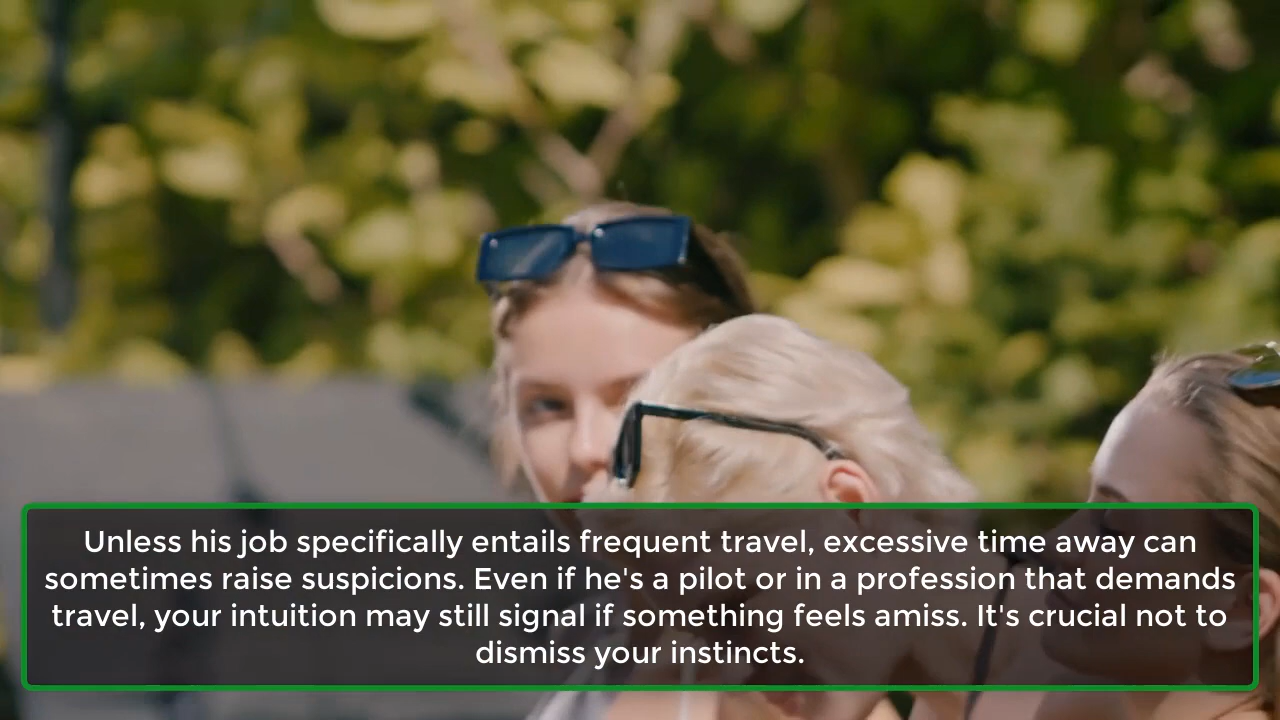 Unless his job specifically entails frequent travel, excessive time away can
sometimes raise suspicions. Even if he's a pilot or in a profession that demands
travel, your intuition may still signal if something feels amiss. It's crucial not to
dismiss your instincts.